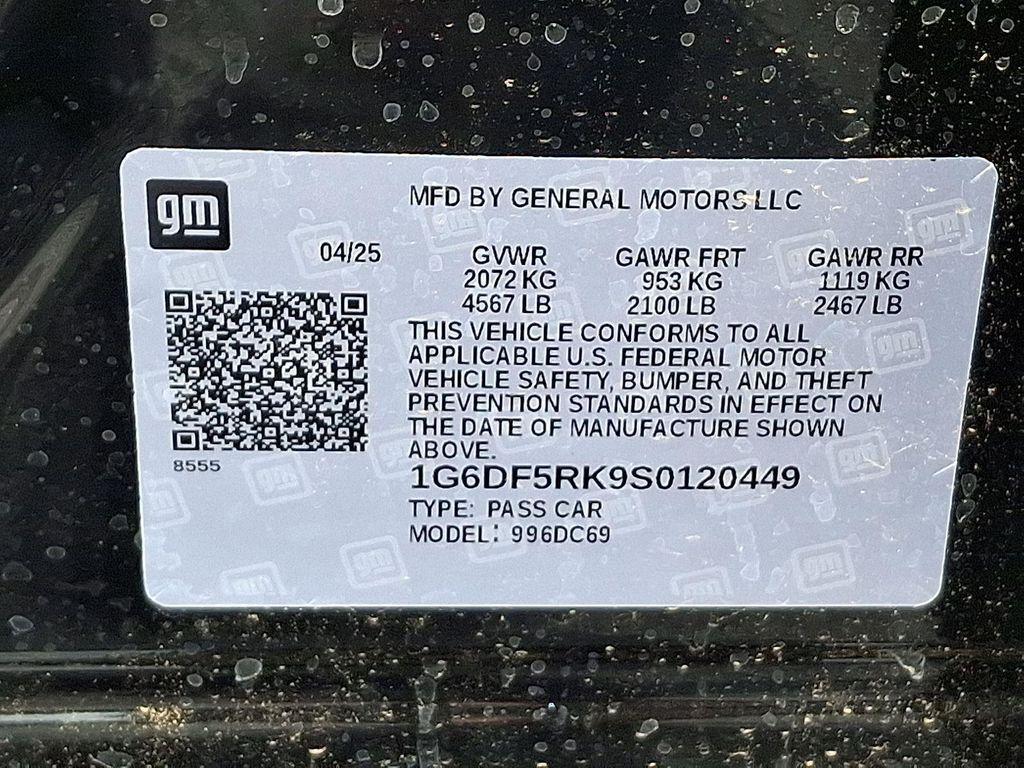 gm
MFD BY GENERAL MOTORS LLC
04/25 GVWR GAWR FRT GAWR RR
2072 KG 953 KG 1119 KG
4567 LB 2100 LB 2467 LB
THIS VEHICLE CONFORMS TO ALL
APPLICABLE U.S. FEDERAL MOTOR
VEHICLE SAFETY, BUMPER, AND THEFT
PREVENTION STANDARDS IN EFFECT ON
THE DATE OF MANUFACTURE SHOWN
ABOVE.
8555
1G6DF5RK9S0120449
TYPE: PASS CAR
MODEL: 996DC69